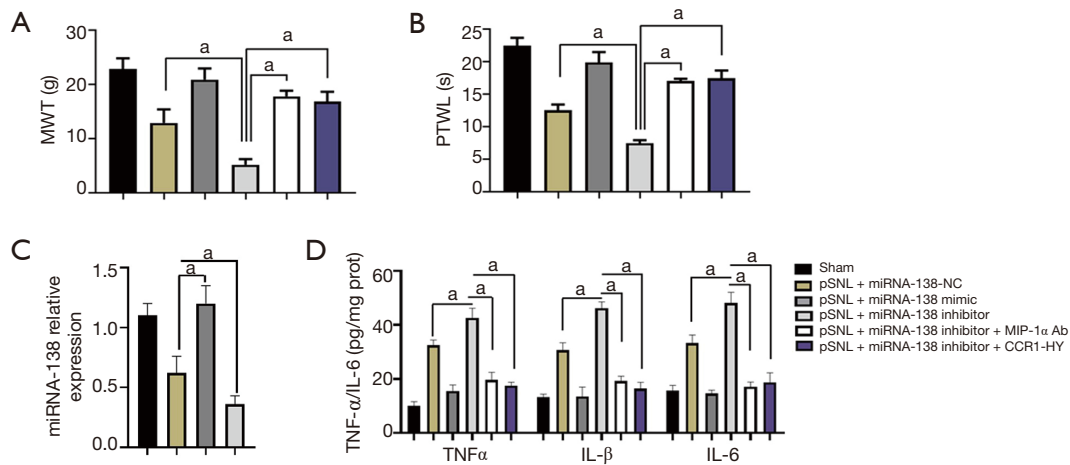 A
MWT (g)
30
20
10
0
a
a
a
B
PTWL (s)
25
20
15
10
5
0
a
a
a
C
miRNA-138 relative
expression
1.5
1.0
0.5
0.0
a
a
D
TNF-α/IL-6 (pg/mg prot)
60
40
20
0
a
a
a
a
a
a
a
a
a
TNFα
IL-β
IL-6
Sham
pSNL + miRNA-138-NC
pSNL + miRNA-138 mimic
pSNL + miRNA-138 inhibitor
pSNL + miRNA-138 inhibitor + MIP-1α Ab
pSNL + miRNA-138 inhibitor + CCR1-HY